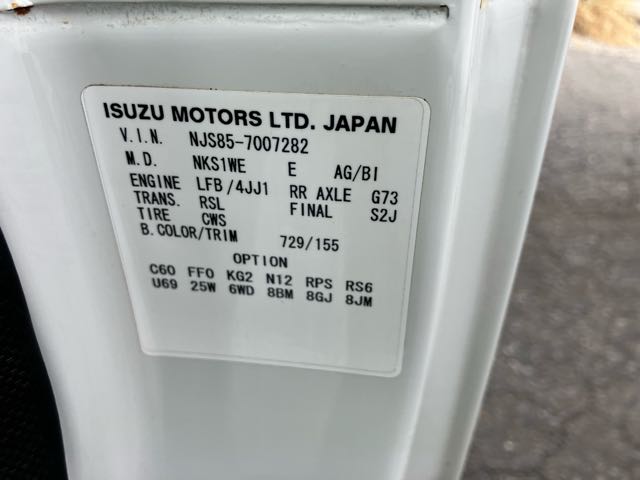 ISUZU MOTORS LTD. JAPAN
V.I.N. NJS85-7007282
M.D. NKS1WE E AG/BI
ENGINE LFB/4JJ1 RR AXLE G73
TRANS. RSL FINAL S2J
TIRE CWS
B.COLOR/TRIM 729/155
OPTION
C60 FF0 KG2 N12 RPS RS6
U69 25W 6WD 8BM 8GJ 8JM